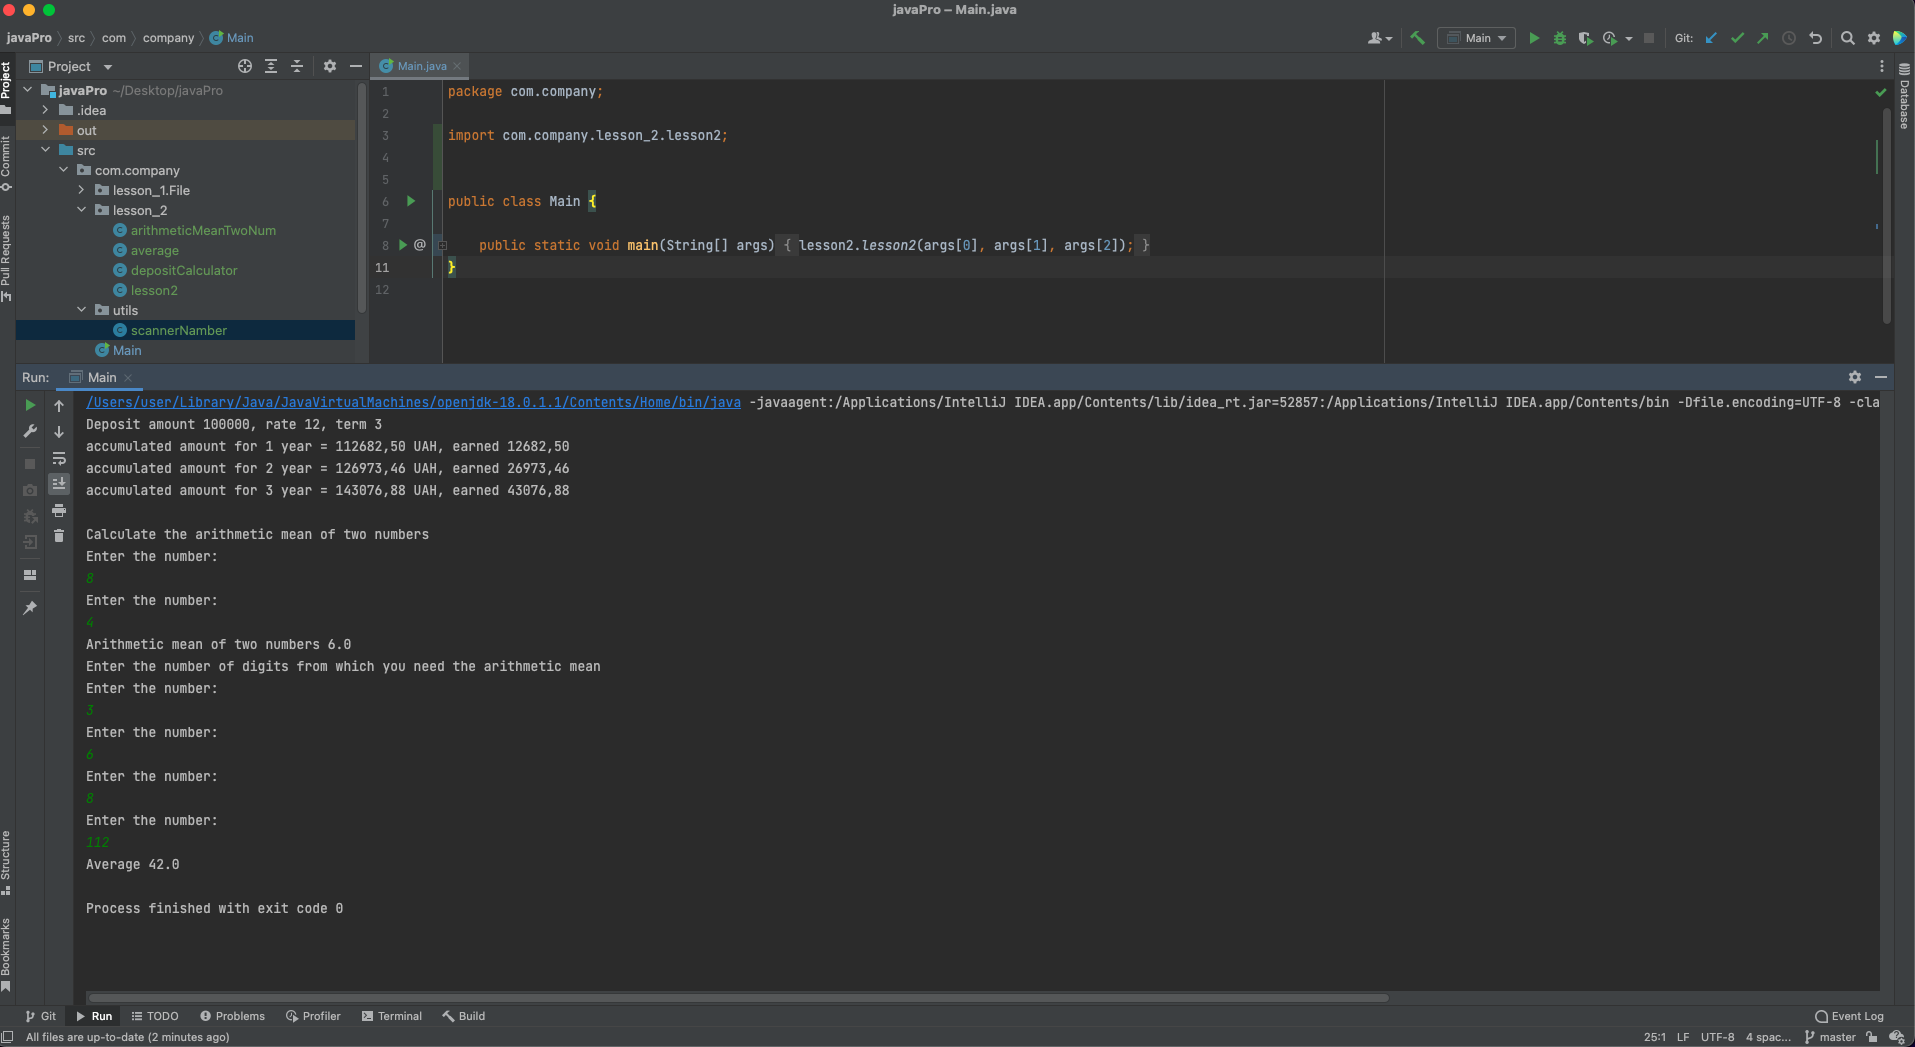 javaPro – Main.java
javaPro src com company Main
Main
Git:
Project
Main.java
Project
Commit
Pull Requests
Structure
Bookmarks
Database
javaPro ~/Desktop/javaPro
.idea
out
src
com.company
lesson_1.File
lesson_2
arithmeticMeanTwoNum
average
depositCalculator
lesson2
utils
scannerNamber
Main
1 package com.company;
2
3 import com.company.lesson_2.lesson2;
4
5
6 public class Main {
7
8 @ public static void main(String[] args) { lesson2.lesson2(args[0], args[1], args[2]); }
11 }
12
Run: Main
/Users/user/Library/Java/JavaVirtualMachines/openjdk-18.0.1.1/Contents/Home/bin/java -javaagent:/Applications/IntelliJ IDEA.app/Contents/lib/idea_rt.jar=52857:/Applications/IntelliJ IDEA.app/Contents/bin -Dfile.encoding=UTF-8 -cla
Deposit amount 100000, rate 12, term 3
accumulated amount for 1 year = 112682,50 UAH, earned 12682,50
accumulated amount for 2 year = 126973,46 UAH, earned 26973,46
accumulated amount for 3 year = 143076,88 UAH, earned 43076,88
Calculate the arithmetic mean of two numbers
Enter the number:
8
Enter the number:
4
Arithmetic mean of two numbers 6.0
Enter the number of digits from which you need the arithmetic mean
Enter the number:
3
Enter the number:
6
Enter the number:
8
Enter the number:
112
Average 42.0
Process finished with exit code 0
Git Run TODO Problems Profiler Terminal Build Event Log
All files are up-to-date (2 minutes ago) 25:1 LF UTF-8 4 spac... master